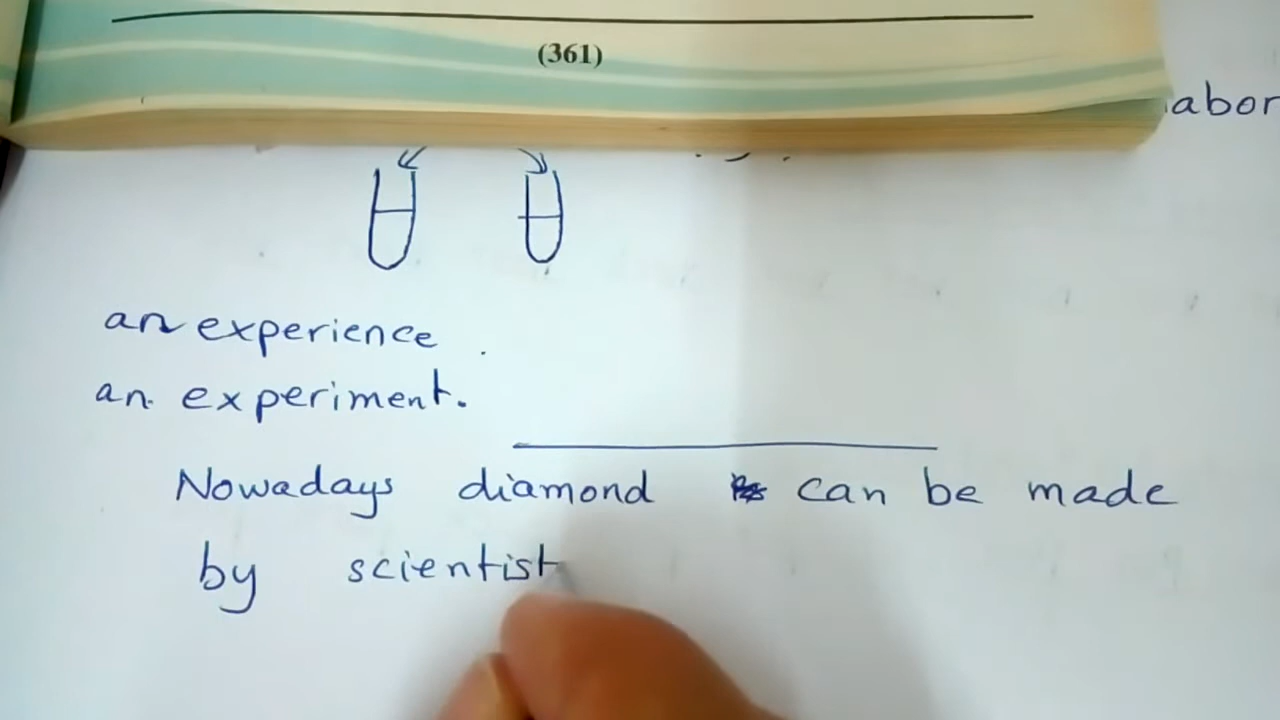 (361)
abor
an experience .
an experiment.
Nowadays diamond can be made
by scientist